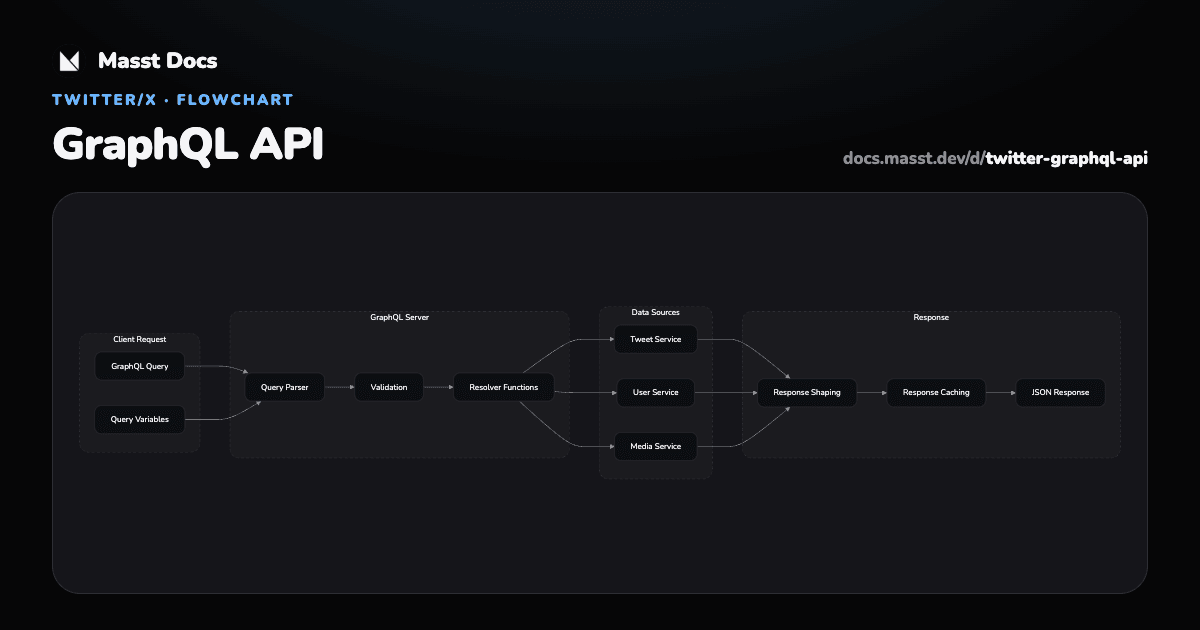 Masst Docs
TWITTER/X · FLOWCHART
GraphQL API
docs.masst.dev/d/twitter-graphql-api
Client Request
GraphQL Query
Query Variables
GraphQL Server
Query Parser
Validation
Resolver Functions
Data Sources
Tweet Service
User Service
Media Service
Response
Response Shaping
Response Caching
JSON Response